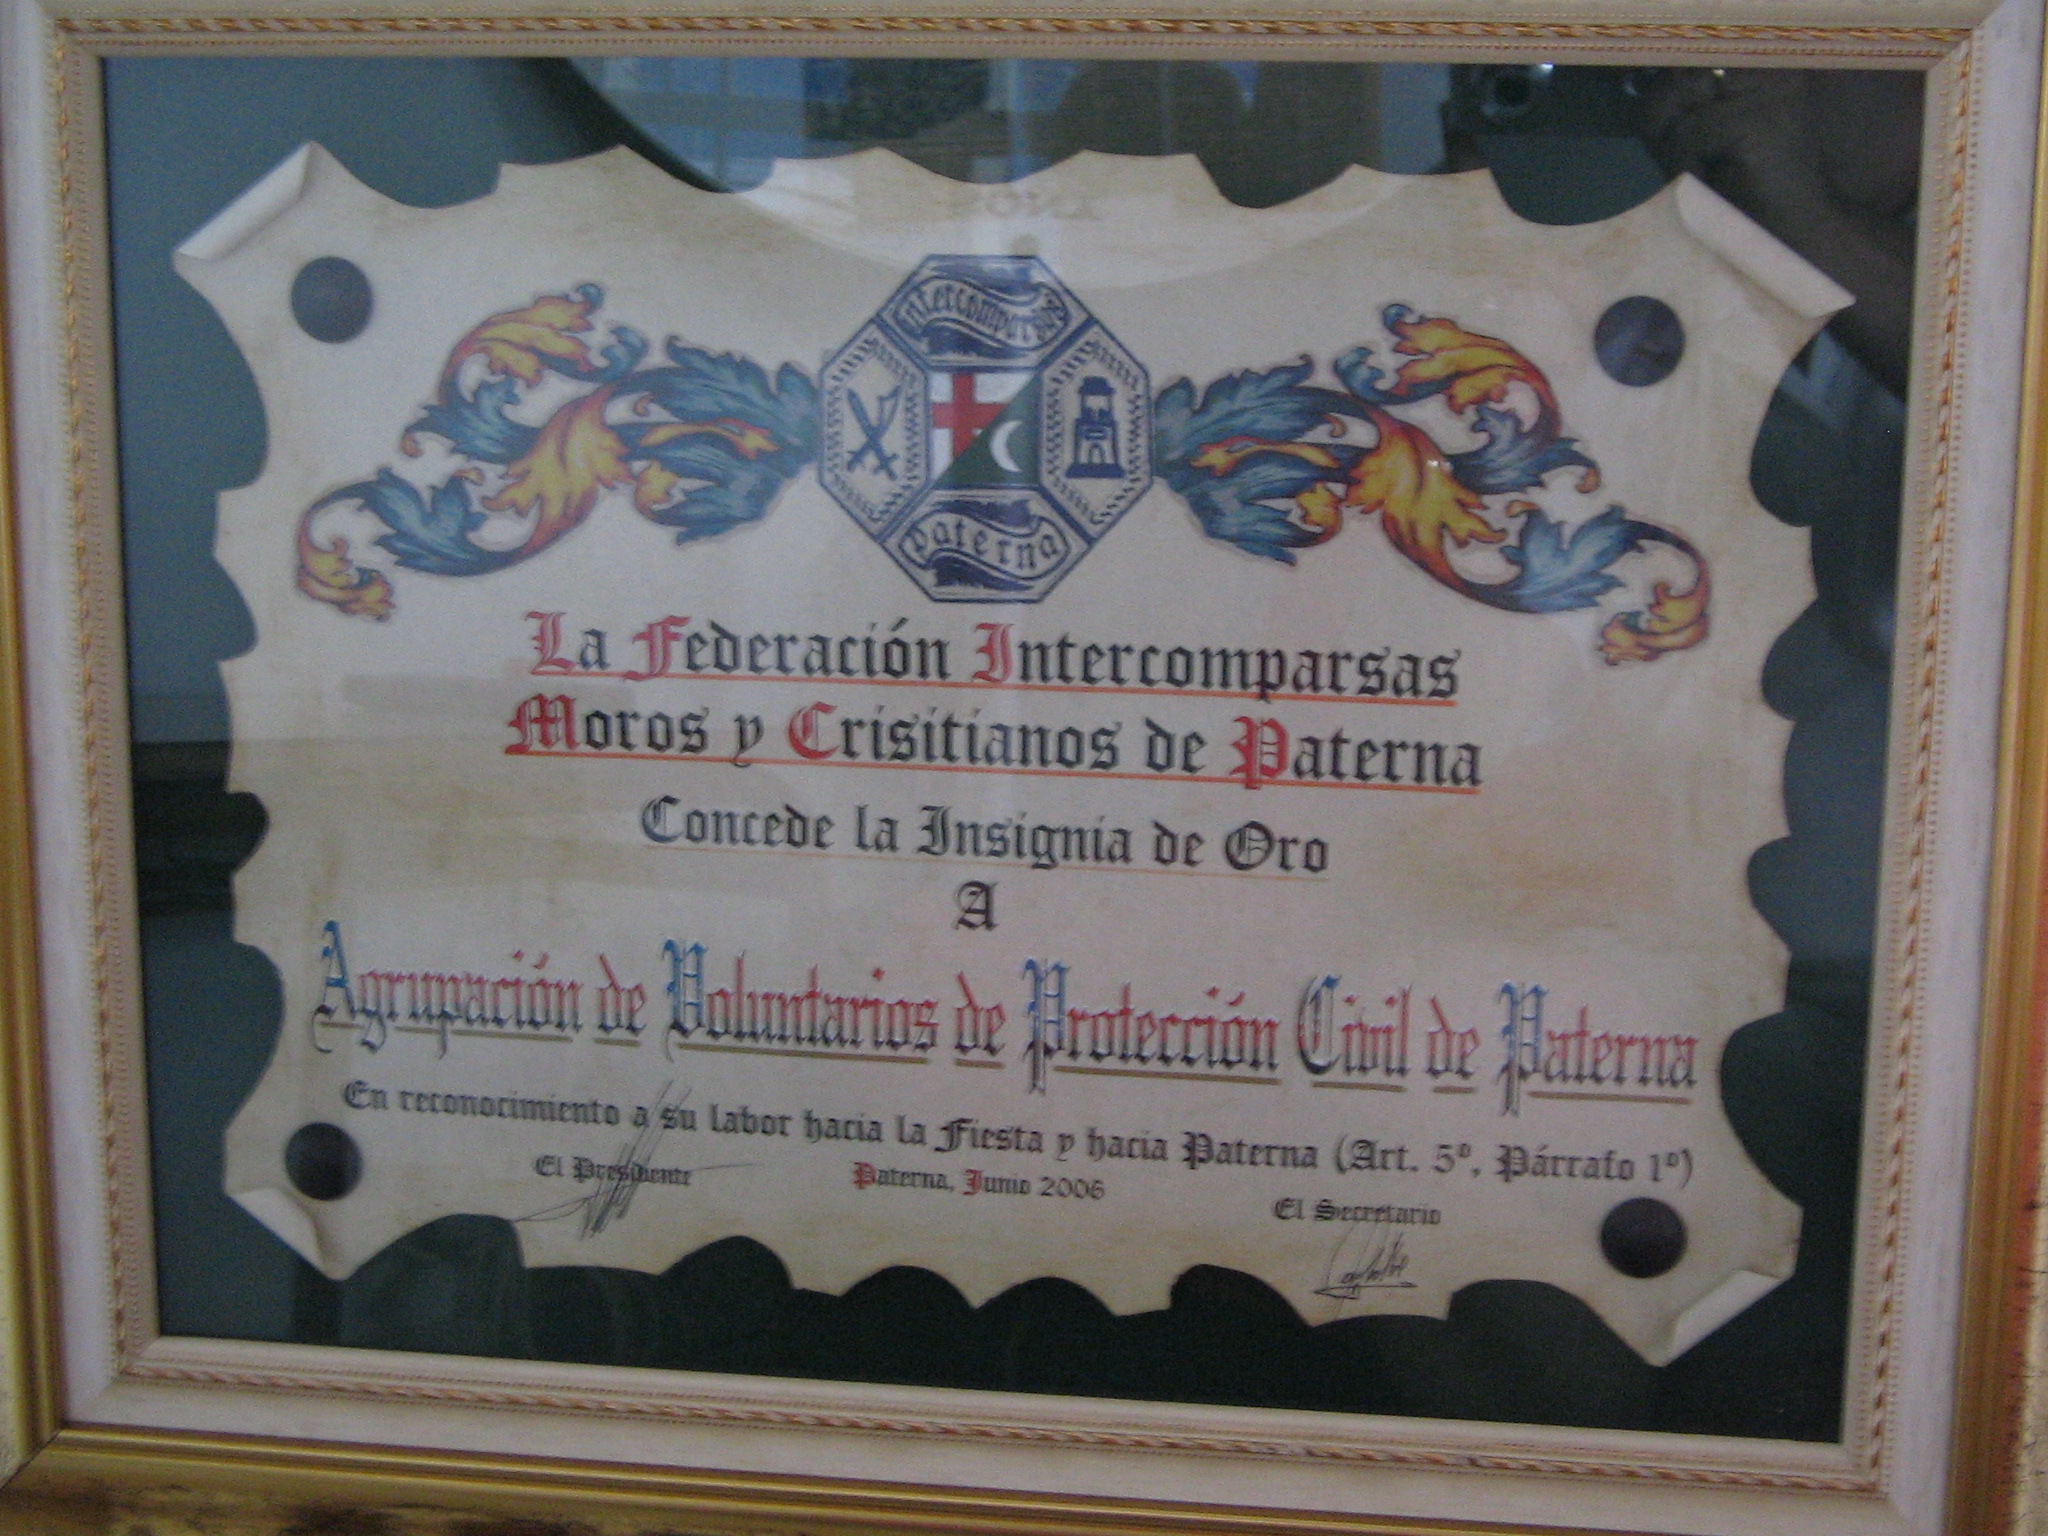 Intercomparsas
Paterna
La Federación Intercomparsas
Moros y Crisitianos de Paterna
Concede la Insignia de Oro
A
Agrupación de Voluntarios de Protección Civil de Paterna
En reconocimiento a su labor hacia la Fiesta y hacia Paterna (Art. 5º, Párrafo 1º)
El Presidente
Paterna, Junio 2006
El Secretario